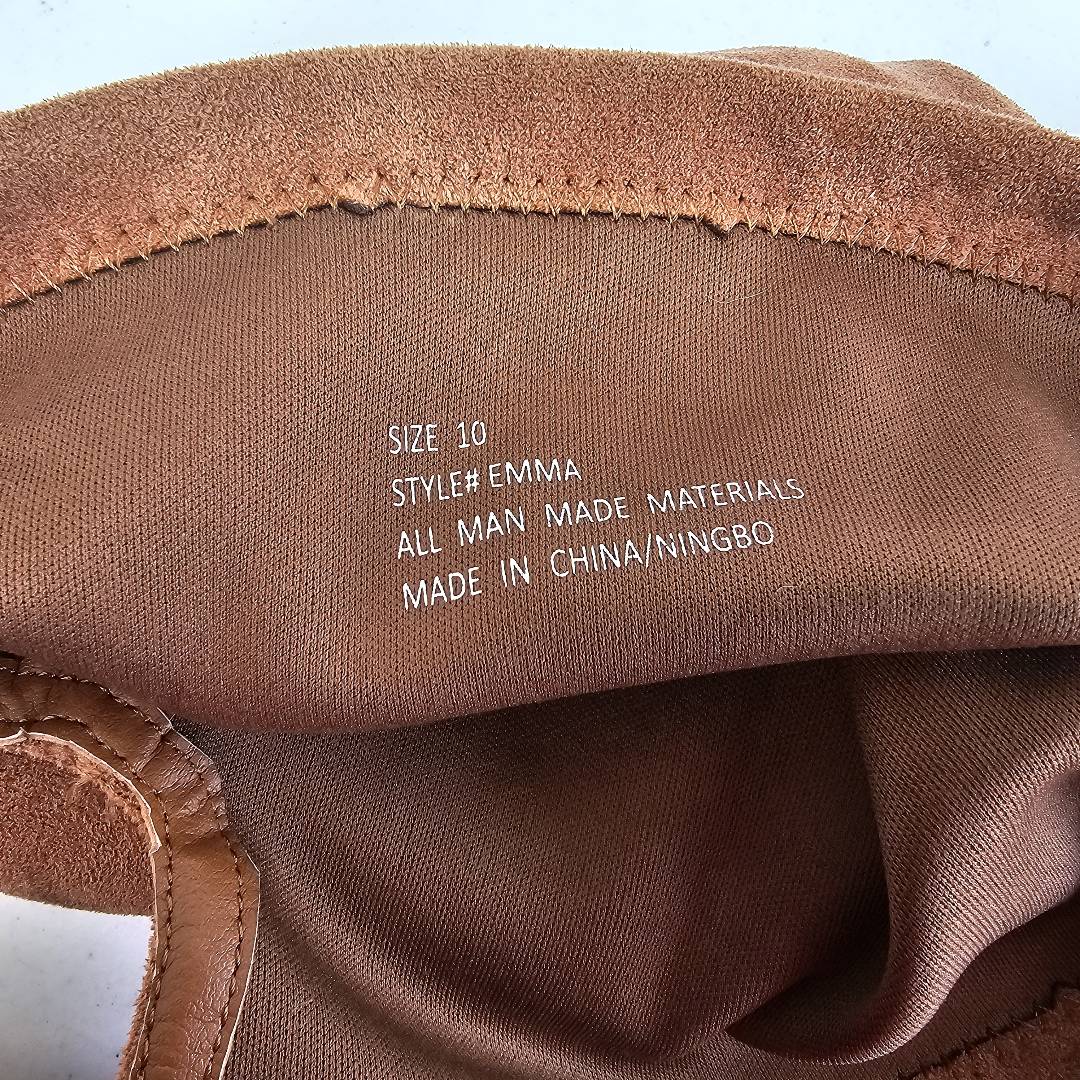 SIZE 10
STYLE# EMMA
ALL MAN MADE MATERIALS
MADE IN CHINA/NINGBO